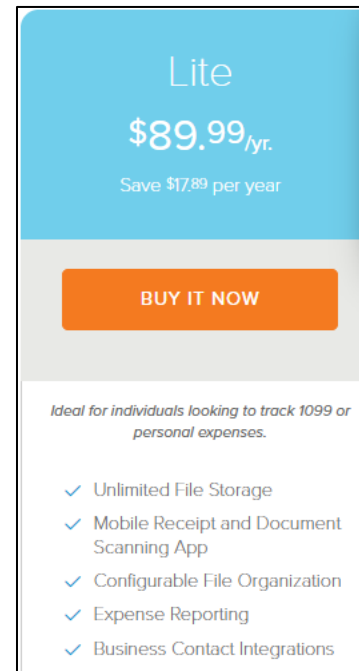 Lite
$89.99/yr.
Save $17.89 per year
BUY IT NOW
Ideal for individuals looking to track 1099 or
personal expenses.
Unlimited File Storage
Mobile Receipt and Document
Scanning App
Configurable File Organization
Expense Reporting
Business Contact Integrations